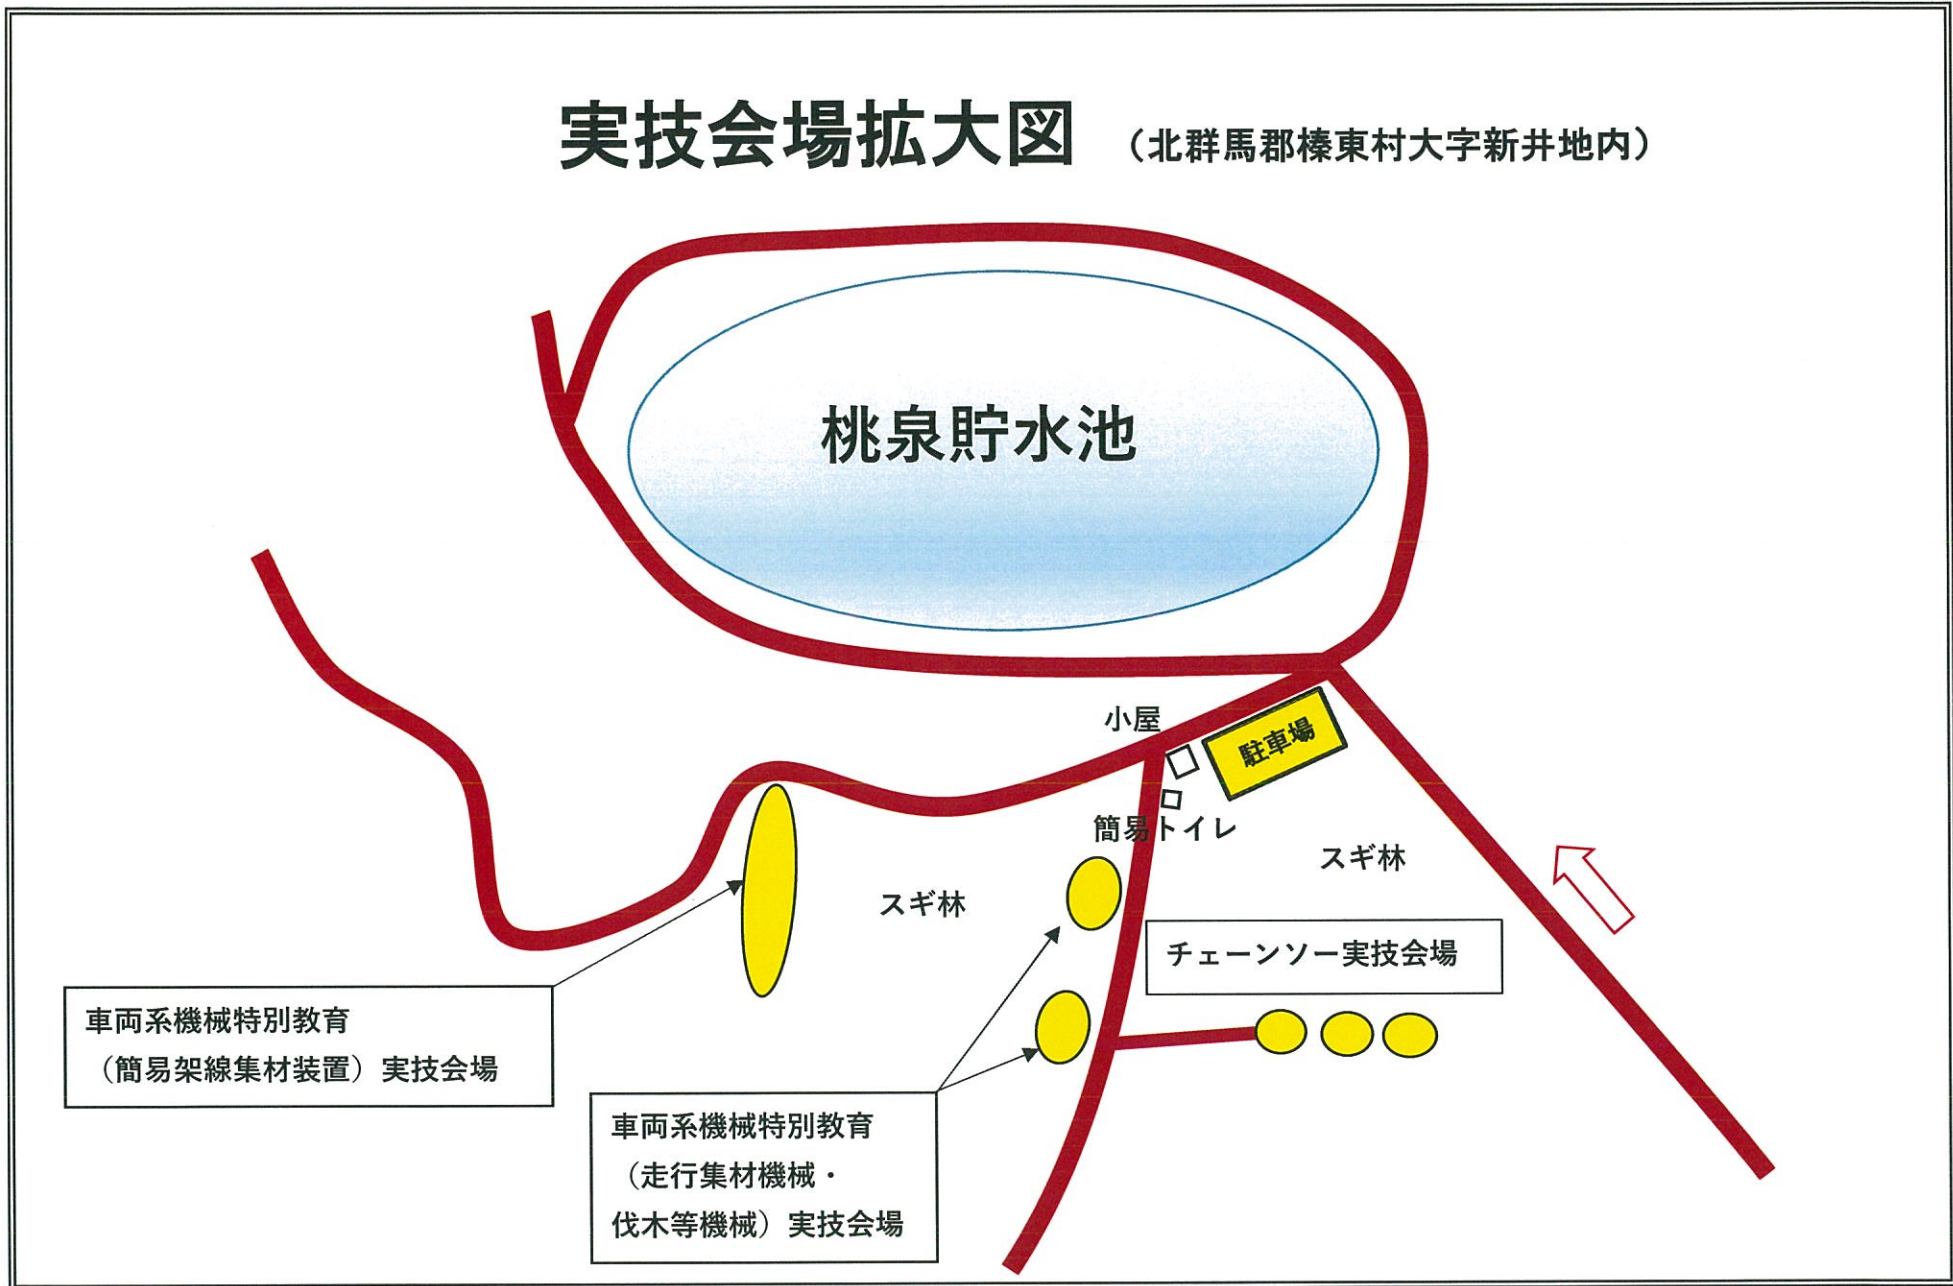 実技会場拡大図 （北群馬郡榛東村大字新井地内）
桃泉貯水池
小屋
駐車場
簡易トイレ
スギ林
スギ林
チェーンソー実技会場
車両系機械特別教育
（簡易架線集材装置）実技会場
車両系機械特別教育
（走行集材機械・
伐木等機械）実技会場